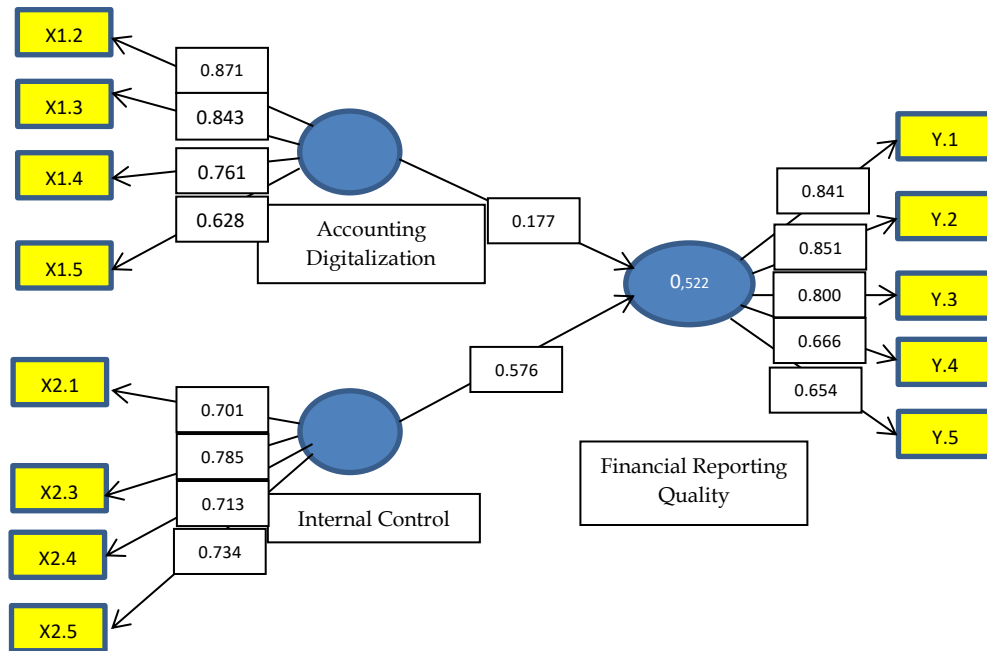 X1.2
X1.3
X1.4
X1.5
0.871
0.843
0.761
0.628
Accounting
Digitalization
0.177
X2.1
X2.3
X2.4
X2.5
0.701
0.785
0.713
0.734
Internal Control
0.576
0,522
Financial Reporting
Quality
0.841
0.851
0.800
0.666
0.654
Y.1
Y.2
Y.3
Y.4
Y.5